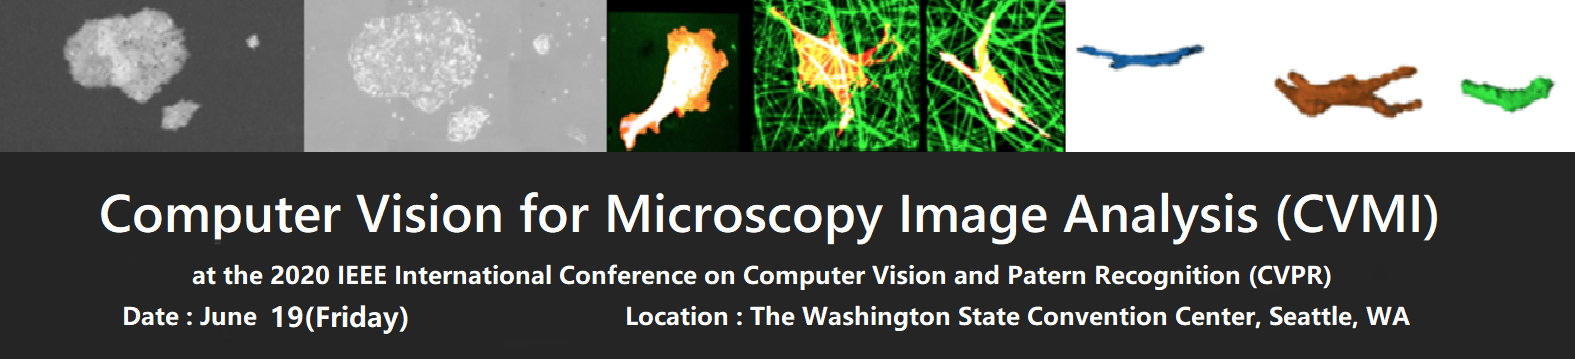 Computer Vision for Microscopy Image Analysis (CVMI)
at the 2020 IEEE International Conference on Computer Vision and Patern Recognition (CVPR)
Date : June 19(Friday) Location : The Washington State Convention Center, Seattle, WA